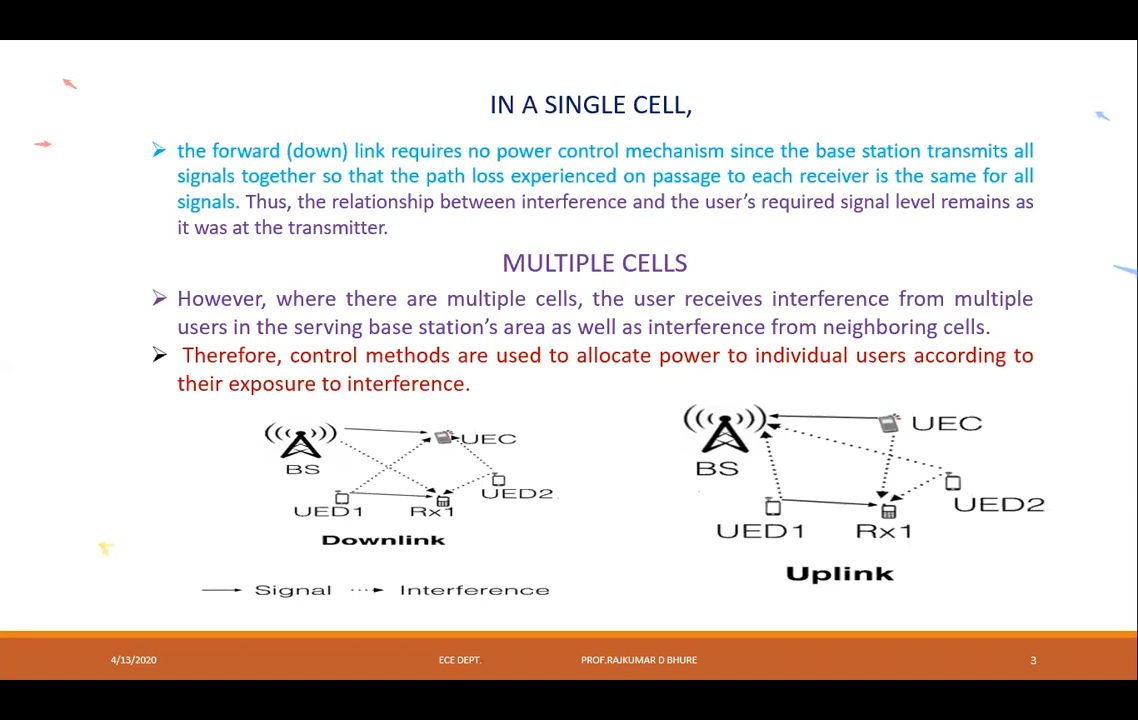 IN A SINGLE CELL,
the forward (down) link requires no power control mechanism since the base station transmits all
signals together so that the path loss experienced on passage to each receiver is the same for all
signals. Thus, the relationship between interference and the user's required signal level remains as
it was at the transmitter.
MULTIPLE CELLS
However, where there are multiple cells, the user receives interference from multiple
users in the serving base station's area as well as interference from neighboring cells.
Therefore, control methods are used to allocate power to individual users according to
their exposure to interference.
BS
UEC
UED1
Rx1
UED2
Downlink
Signal
Interference
BS
UEC
UED1
Rx1
UED2
Uplink
4/13/2020
ECE DEPT.
PROF.RAJKUMAR D BHURE
3